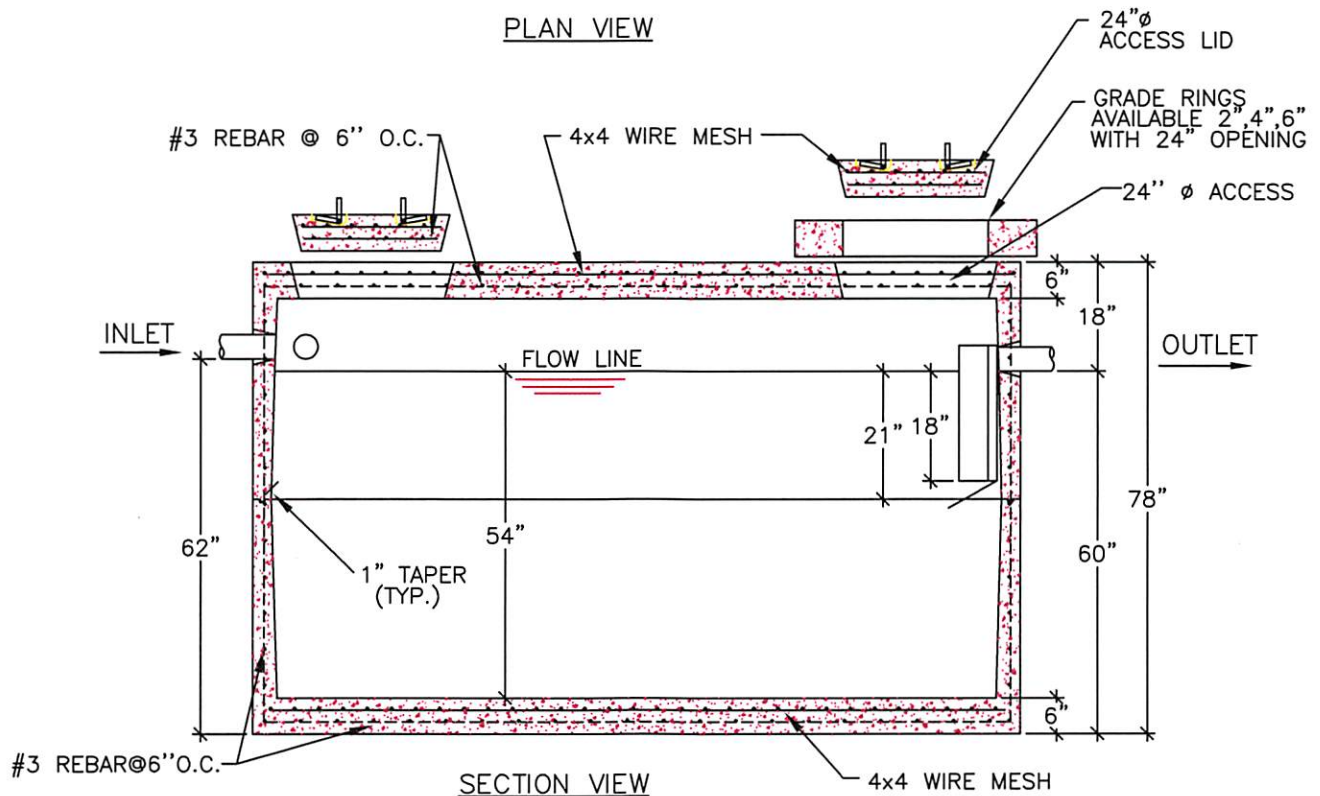 PLAN VIEW
24"ø
ACCESS LID
GRADE RINGS
AVAILABLE 2",4",6"
WITH 24" OPENING
#3 REBAR @ 6'' O.C.
4x4 WIRE MESH
24'' ø ACCESS
6"
18"
INLET
FLOW LINE
OUTLET
21"
18"
78"
62"
54"
60"
1" TAPER
(TYP.)
6"
#3 REBAR@6''O.C.
4x4 WIRE MESH
SECTION VIEW